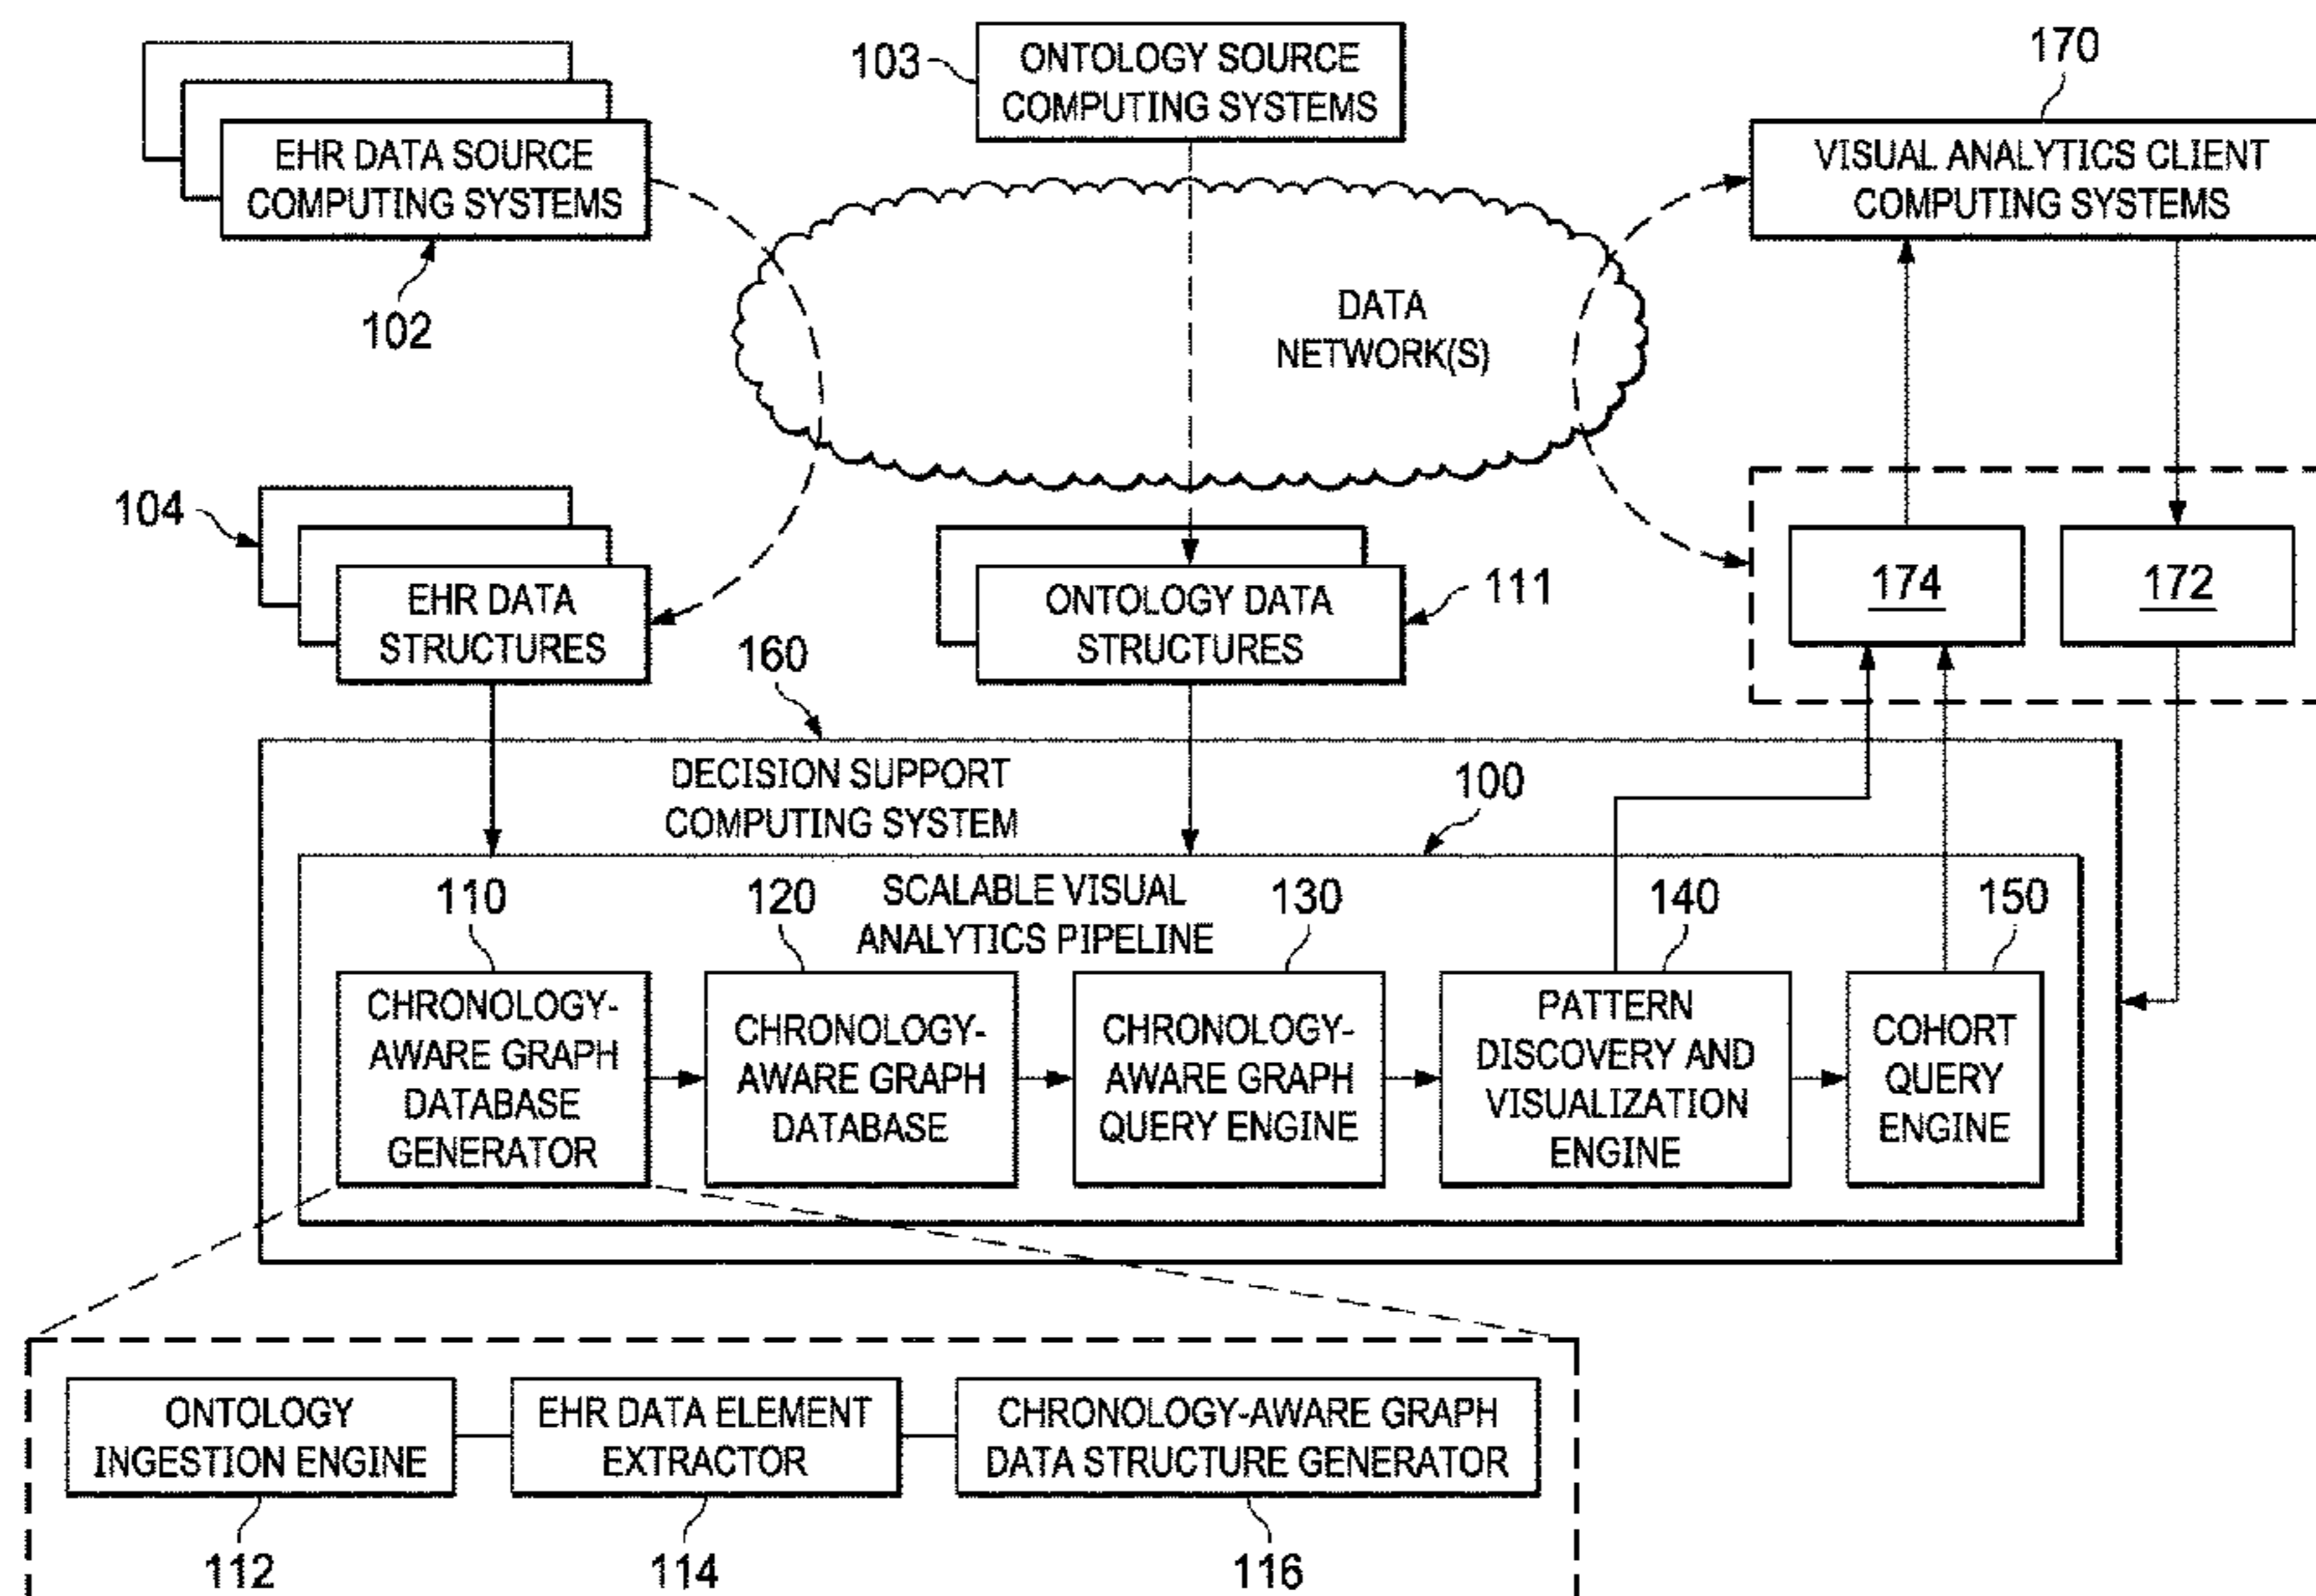 103
ONTOLOGY SOURCE
COMPUTING SYSTEMS
170
EHR DATA SOURCE
COMPUTING SYSTEMS
102
VISUAL ANALYTICS CLIENT
COMPUTING SYSTEMS
DATA
NETWORK(S)
104
EHR DATA
STRUCTURES
ONTOLOGY DATA
STRUCTURES
111
174
172
160
DECISION SUPPORT
COMPUTING SYSTEM
100
SCALABLE VISUAL
ANALYTICS PIPELINE
110
120
130
140
150
CHRONOLOGY-
AWARE GRAPH
DATABASE
GENERATOR
CHRONOLOGY-
AWARE GRAPH
DATABASE
CHRONOLOGY-
AWARE GRAPH
QUERY ENGINE
PATTERN
DISCOVERY AND
VISUALIZATION
ENGINE
COHORT
QUERY
ENGINE
ONTOLOGY
INGESTION ENGINE
EHR DATA ELEMENT
EXTRACTOR
CHRONOLOGY-AWARE GRAPH
DATA STRUCTURE GENERATOR
112
114
116